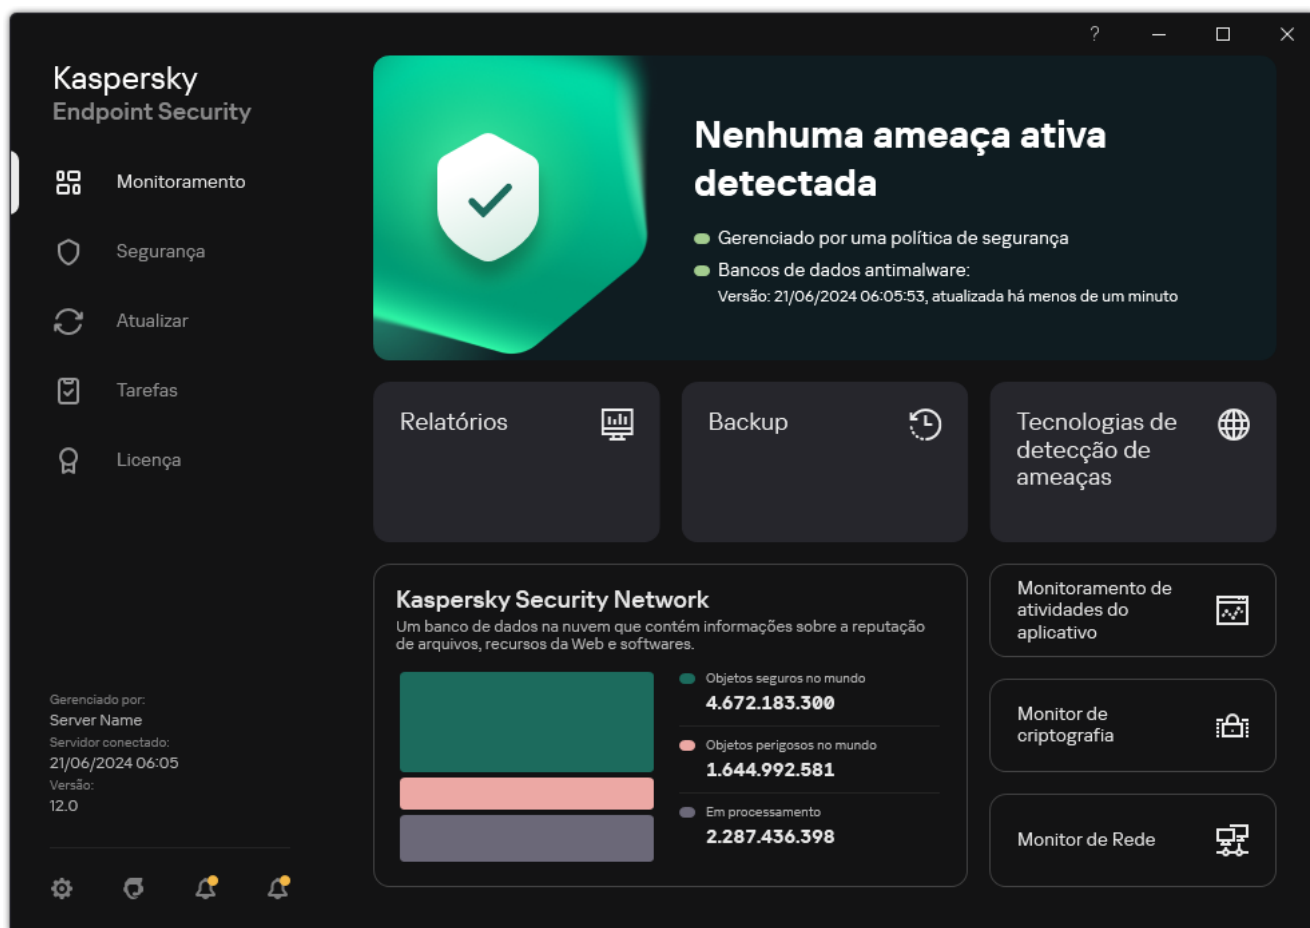 ?
Kaspersky
Endpoint Security
Monitoramento
Segurança
Atualizar
Tarefas
Licença
Gerenciado por:
Server Name
Servidor conectado:
21/06/2024 06:05
Versão:
12.0
Nenhuma ameaça ativa
detectada
Gerenciado por uma política de segurança
Bancos de dados antimalware:
Versão: 21/06/2024 06:05:53, atualizada há menos de um minuto
Relatórios
Backup
Tecnologias de
detecção de
ameaças
Kaspersky Security Network
Um banco de dados na nuvem que contém informações sobre a reputação
de arquivos, recursos da Web e softwares.
Objetos seguros no mundo
4.672.183.300
Objetos perigosos no mundo
1.644.992.581
Em processamento
2.287.436.398
Monitoramento de
atividades do
aplicativo
Monitor de
criptografia
Monitor de Rede